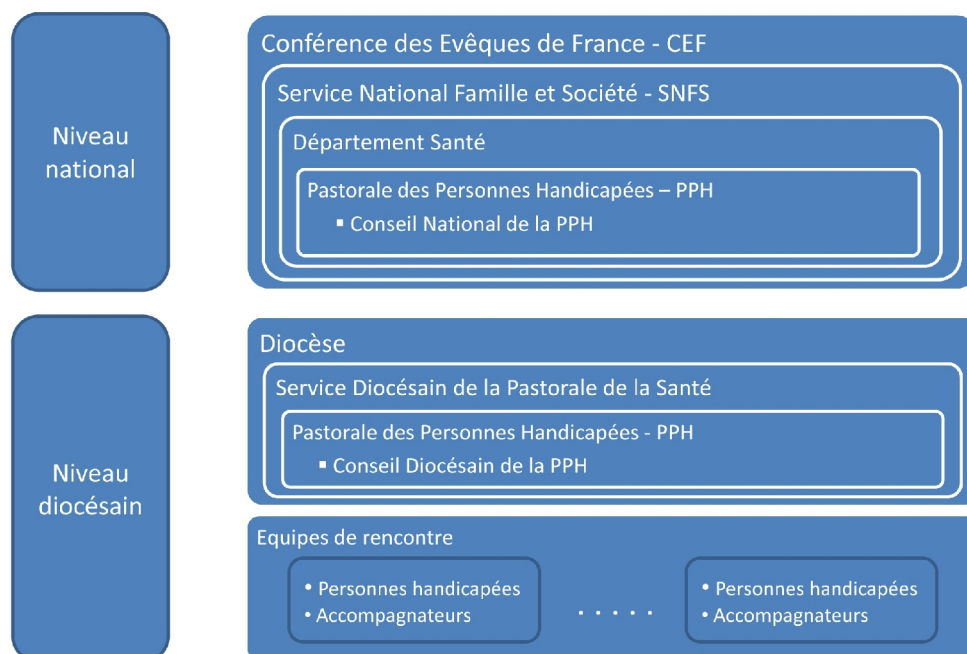 Niveau
national
Conférence des Evêques de France - CEF
Service National Famille et Société - SNFS
Département Santé
Pastorale des Personnes Handicapées – PPH
▪ Conseil National de la PPH
Niveau
diocésain
Diocèse
Service Diocésain de la Pastorale de la Santé
Pastorale des Personnes Handicapées - PPH
▪ Conseil Diocésain de la PPH
Equipes de rencontre
• Personnes handicapées
• Accompagnateurs
. . . . .
• Personnes handicapées
• Accompagnateurs